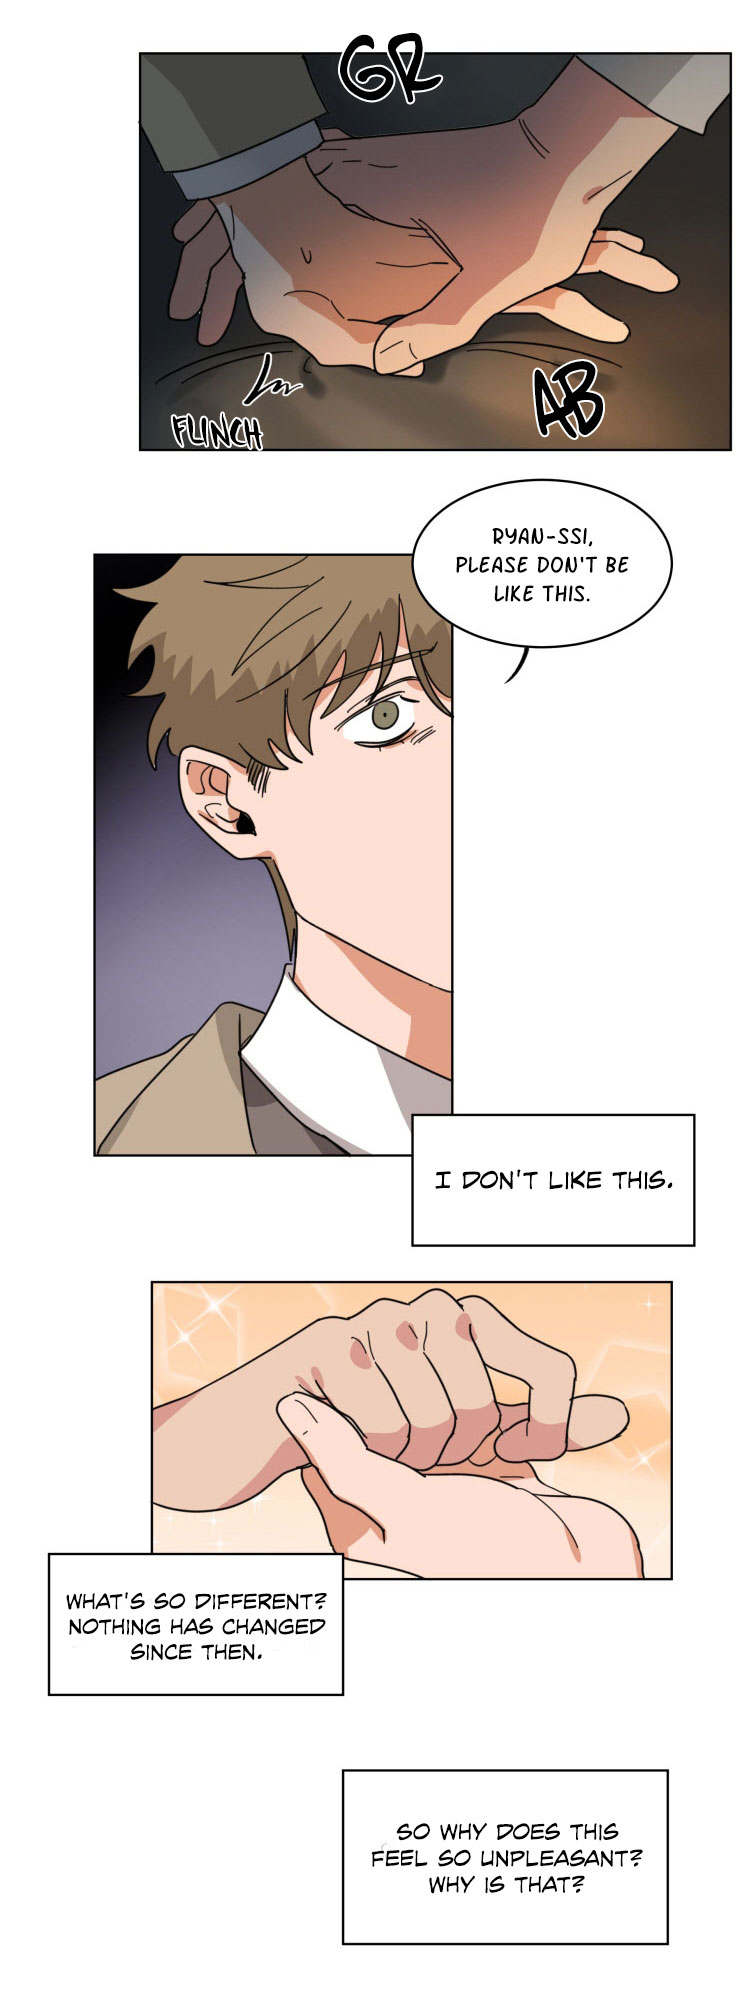 GR
AB
FLINCH
RYAN-SSI,
PLEASE DON'T BE
LIKE THIS.
I DON'T LIKE THIS.
WHAT'S SO DIFFERENT?
NOTHING HAS CHANGED
SINCE THEN.
SO WHY DOES THIS
FEEL SO UNPLEASANT?
WHY IS THAT?